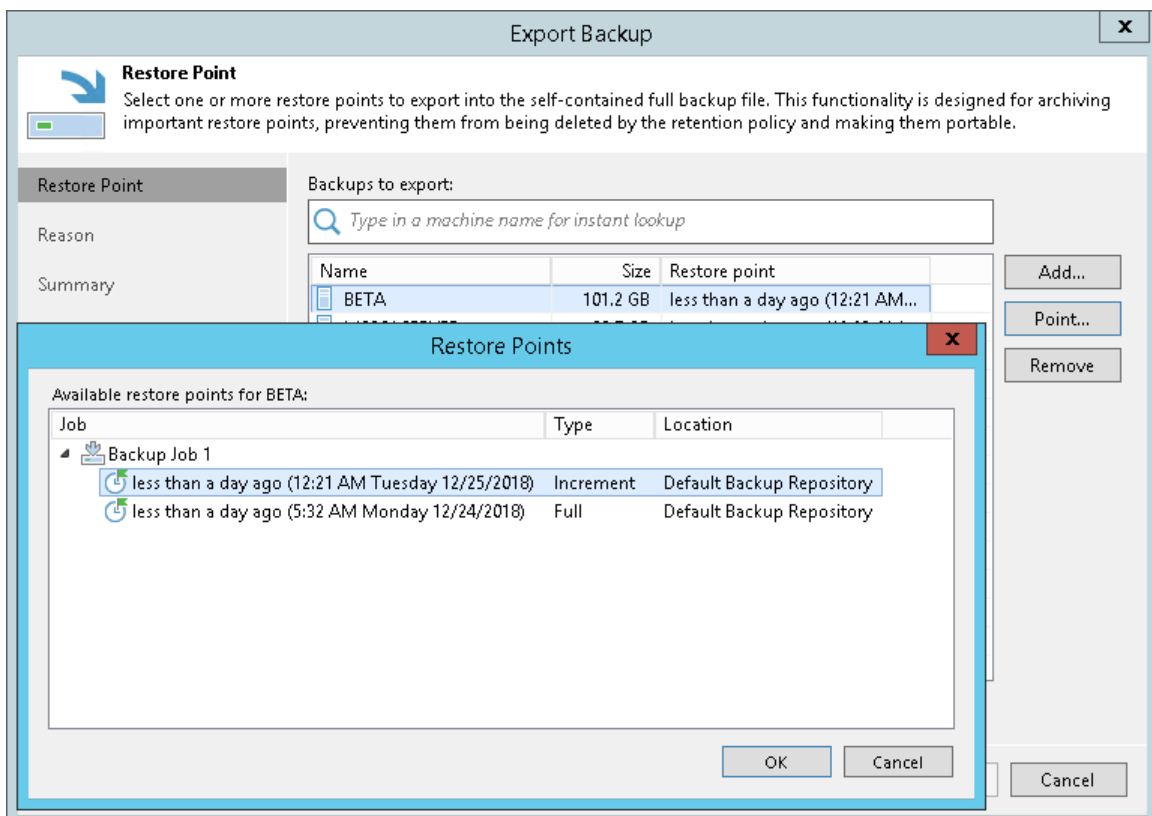 Export Backup
x
Restore Point
Select one or more restore points to export into the self-contained full backup file. This functionality is designed for archiving
important restore points, preventing them from being deleted by the retention policy and making them portable.
Restore Point
Reason
Summary
Backups to export:
Type in a machine name for instant lookup
Name Size Restore point
BETA 101.2 GB less than a day ago (12:21 AM...
Add...
Point...
Remove
Restore Points
x
Available restore points for BETA:
Job Type Location
Backup Job 1
less than a day ago (12:21 AM Tuesday 12/25/2018) Increment Default Backup Repository
less than a day ago (5:32 AM Monday 12/24/2018) Full Default Backup Repository
OK
Cancel
Cancel